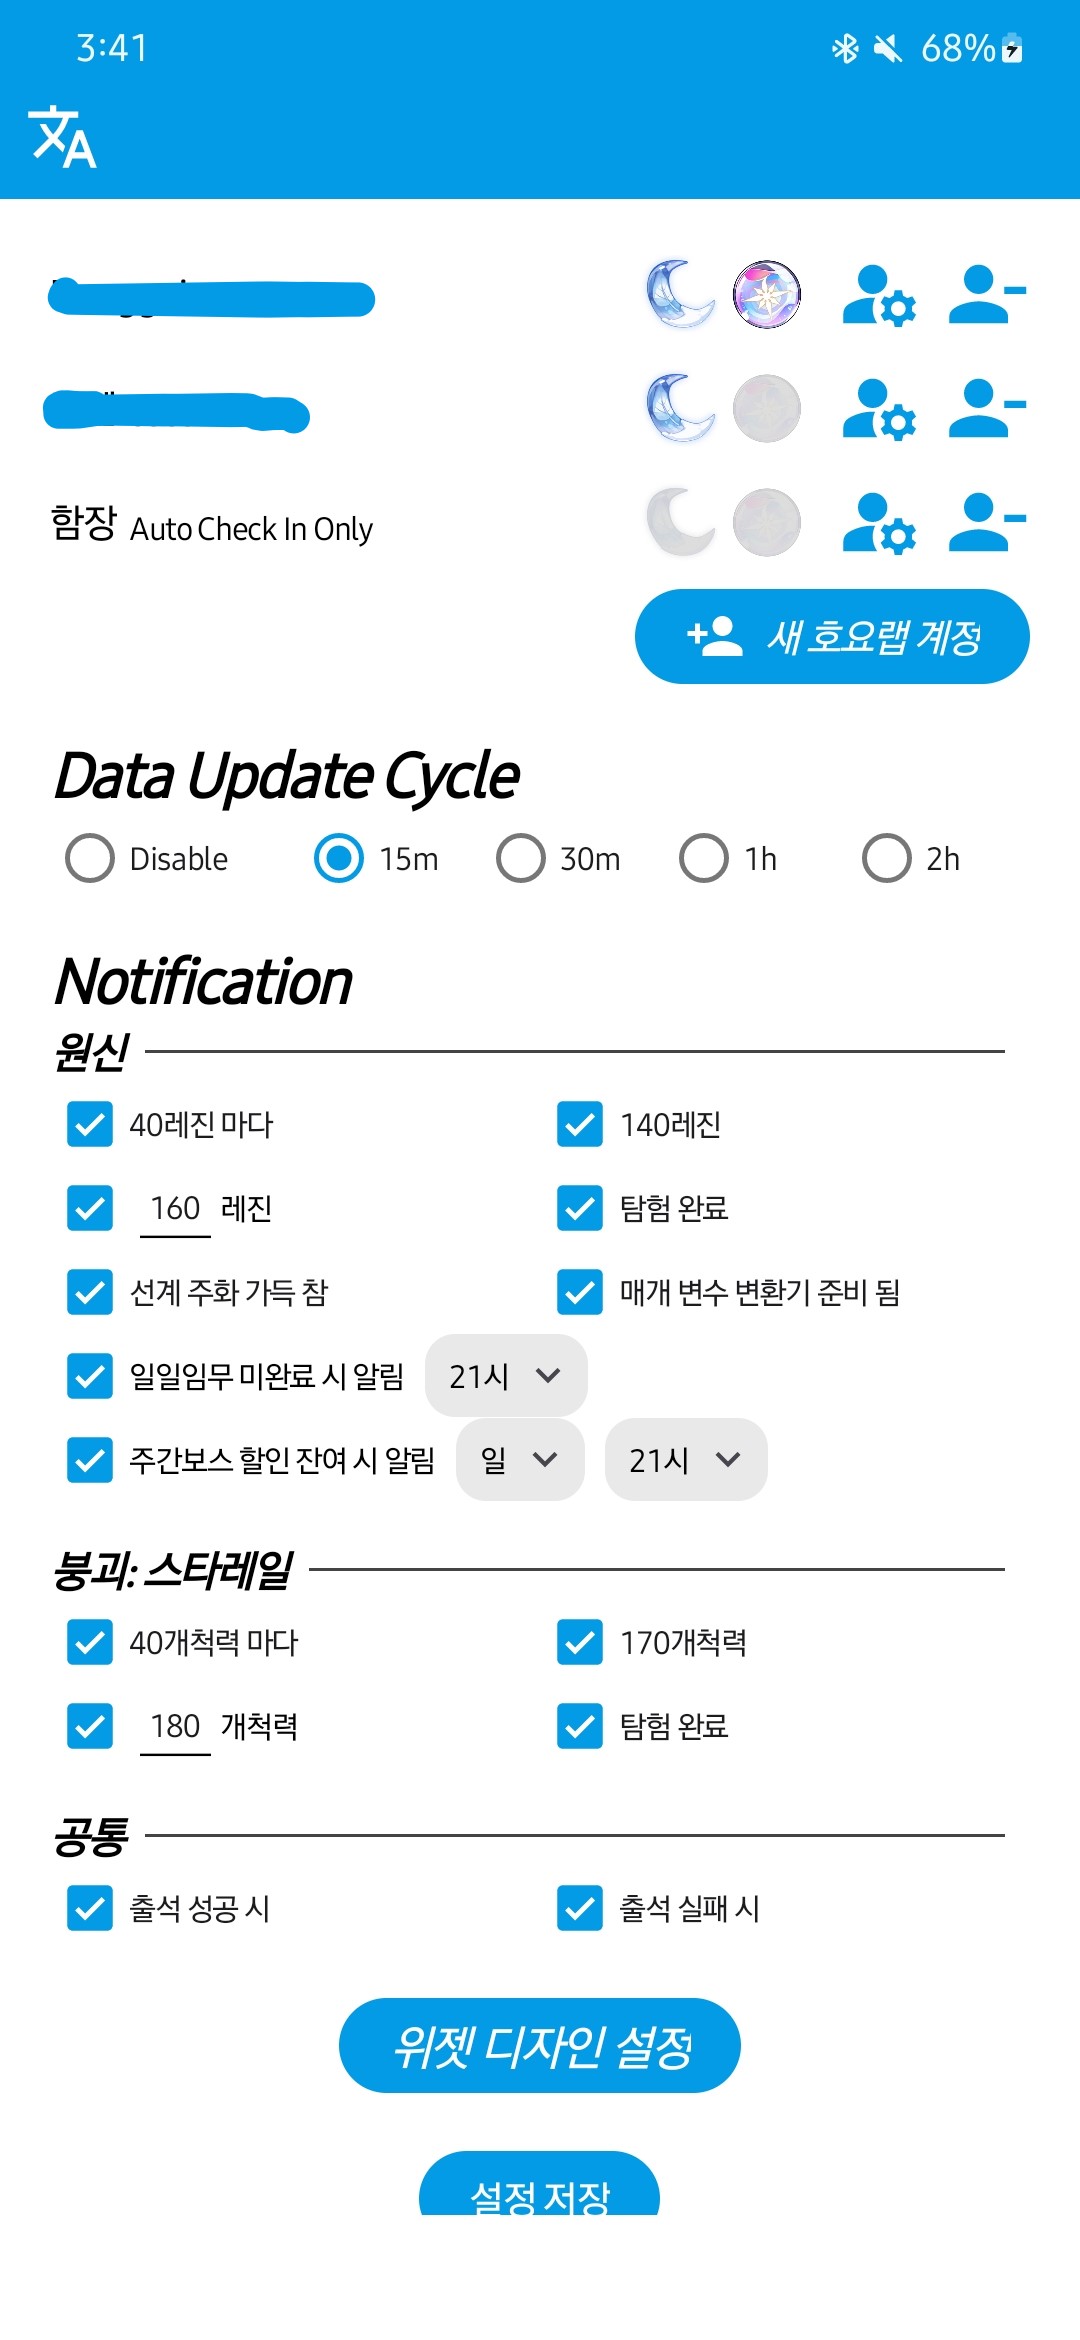 3:41
68%
文A
함장 Auto Check In Only
새 호요랩 계정
Data Update Cycle
Disable 15m 30m 1h 2h
Notification
원신
40레진 마다 140레진
160 레진 탐험 완료
선계 주화 가득 참 매개 변수 변환기 준비 됨
일일임무 미완료 시 알림 21시
주간보스 할인 잔여 시 알림 일 21시
붕괴: 스타레일
40개척력 마다 170개척력
180 개척력 탐험 완료
공통
출석 성공 시 출석 실패 시
위젯 디자인 설정
설정 저장